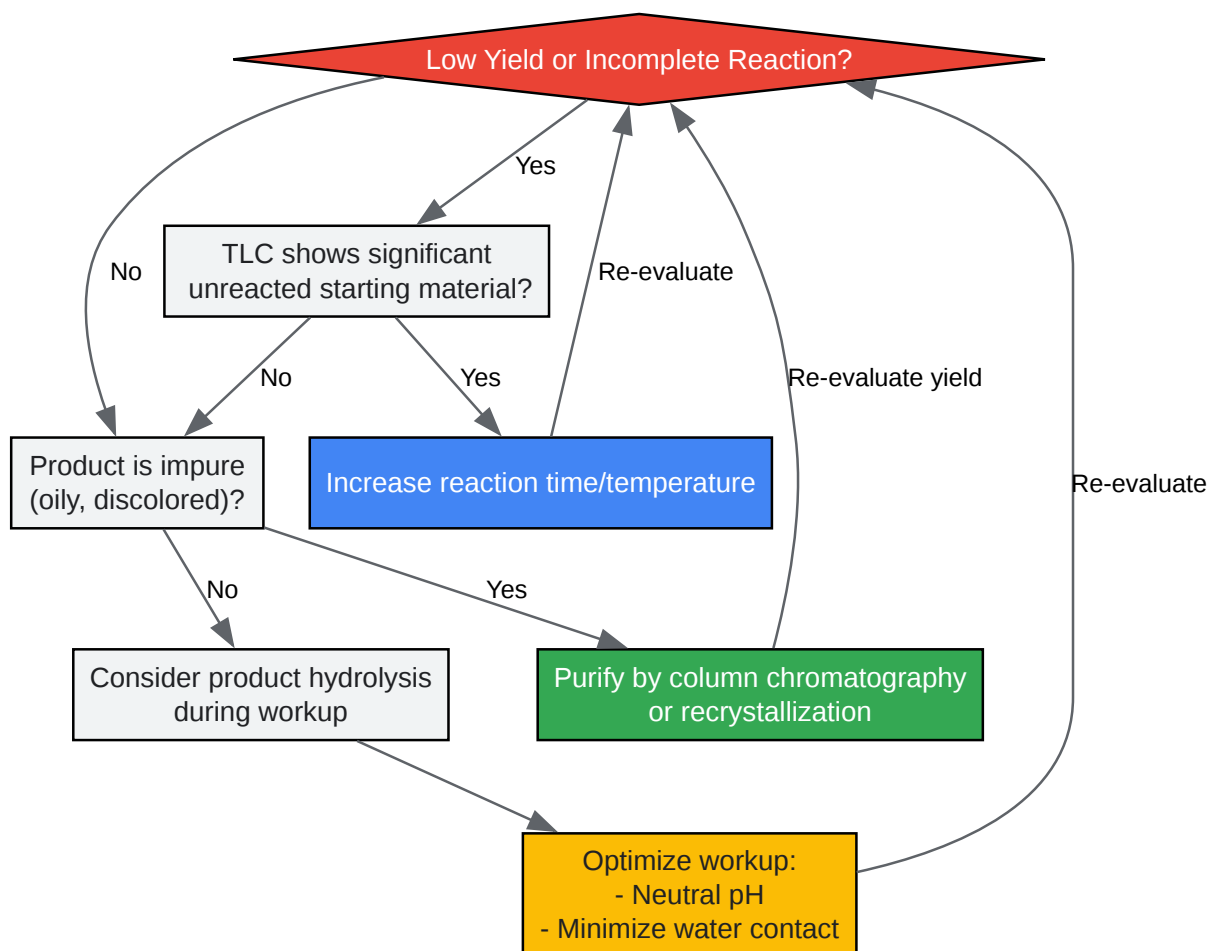 Low Yield or Incomplete Reaction?
Yes
TLC shows significant
unreacted starting material?
No
Re-evaluate
No
Yes
Re-evaluate yield
Product is impure
(oily, discolored)?
Increase reaction time/temperature
Re-evaluate
No
Yes
Consider product hydrolysis
during workup
Purify by column chromatography
or recrystallization
Optimize workup:
- Neutral pH
- Minimize water contact